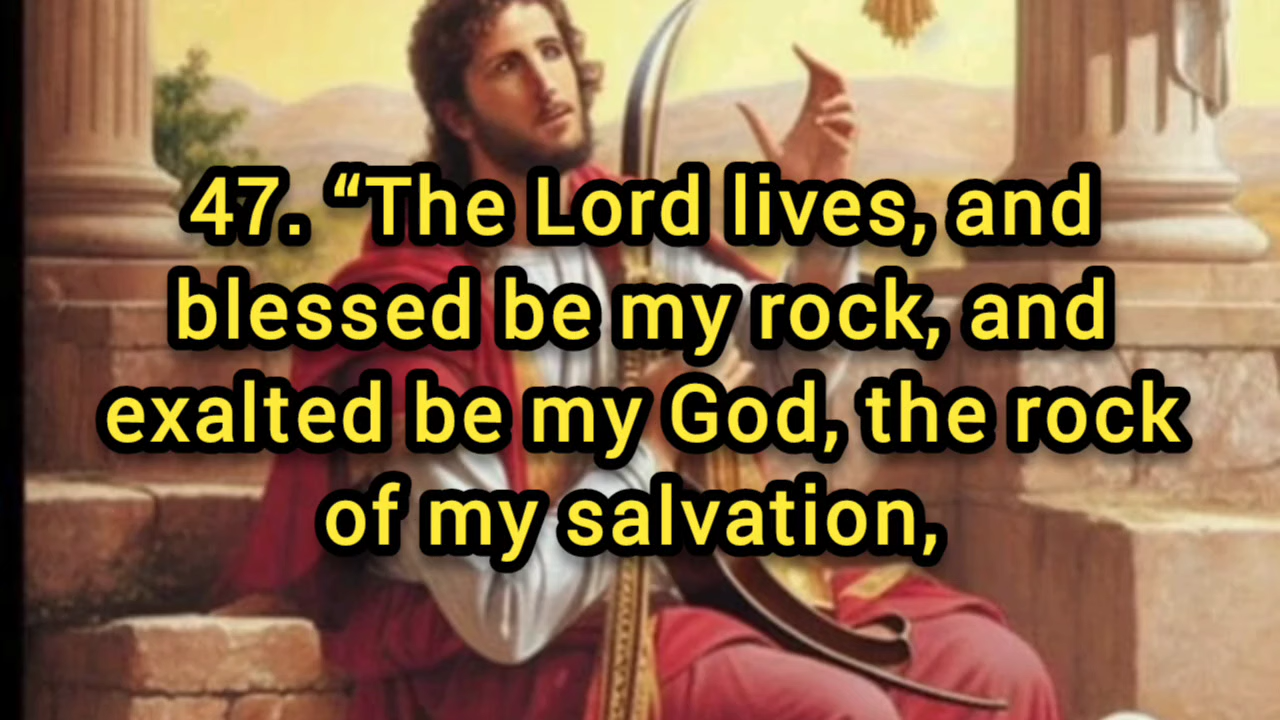 47. “The Lord lives, and
blessed be my rock, and
exalted be my God, the rock
of my salvation,